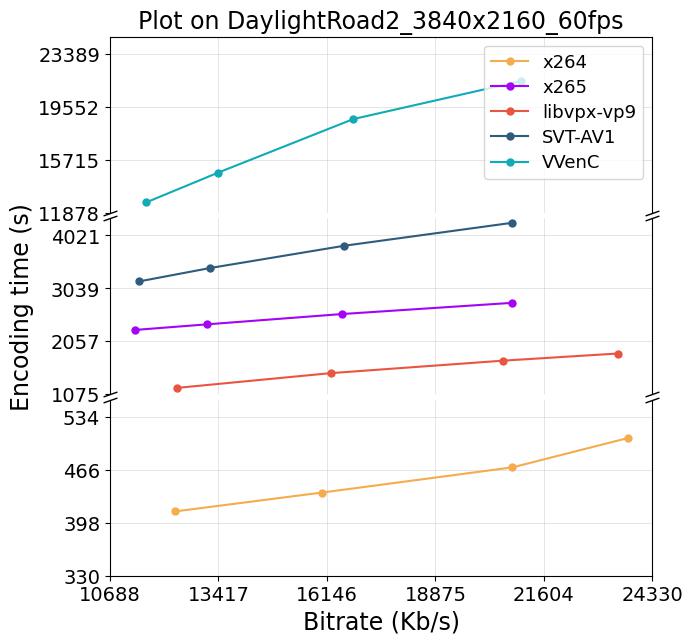 Plot on DaylightRoad2_3840x2160_60fps
23389
19552
15715
11878
4021
3039
2057
1075
534
466
398
330
Encoding time (s)
x264
x265
libvpx-vp9
SVT-AV1
VVenC
10688 13417 16146 18875 21604 24330
Bitrate (Kb/s)